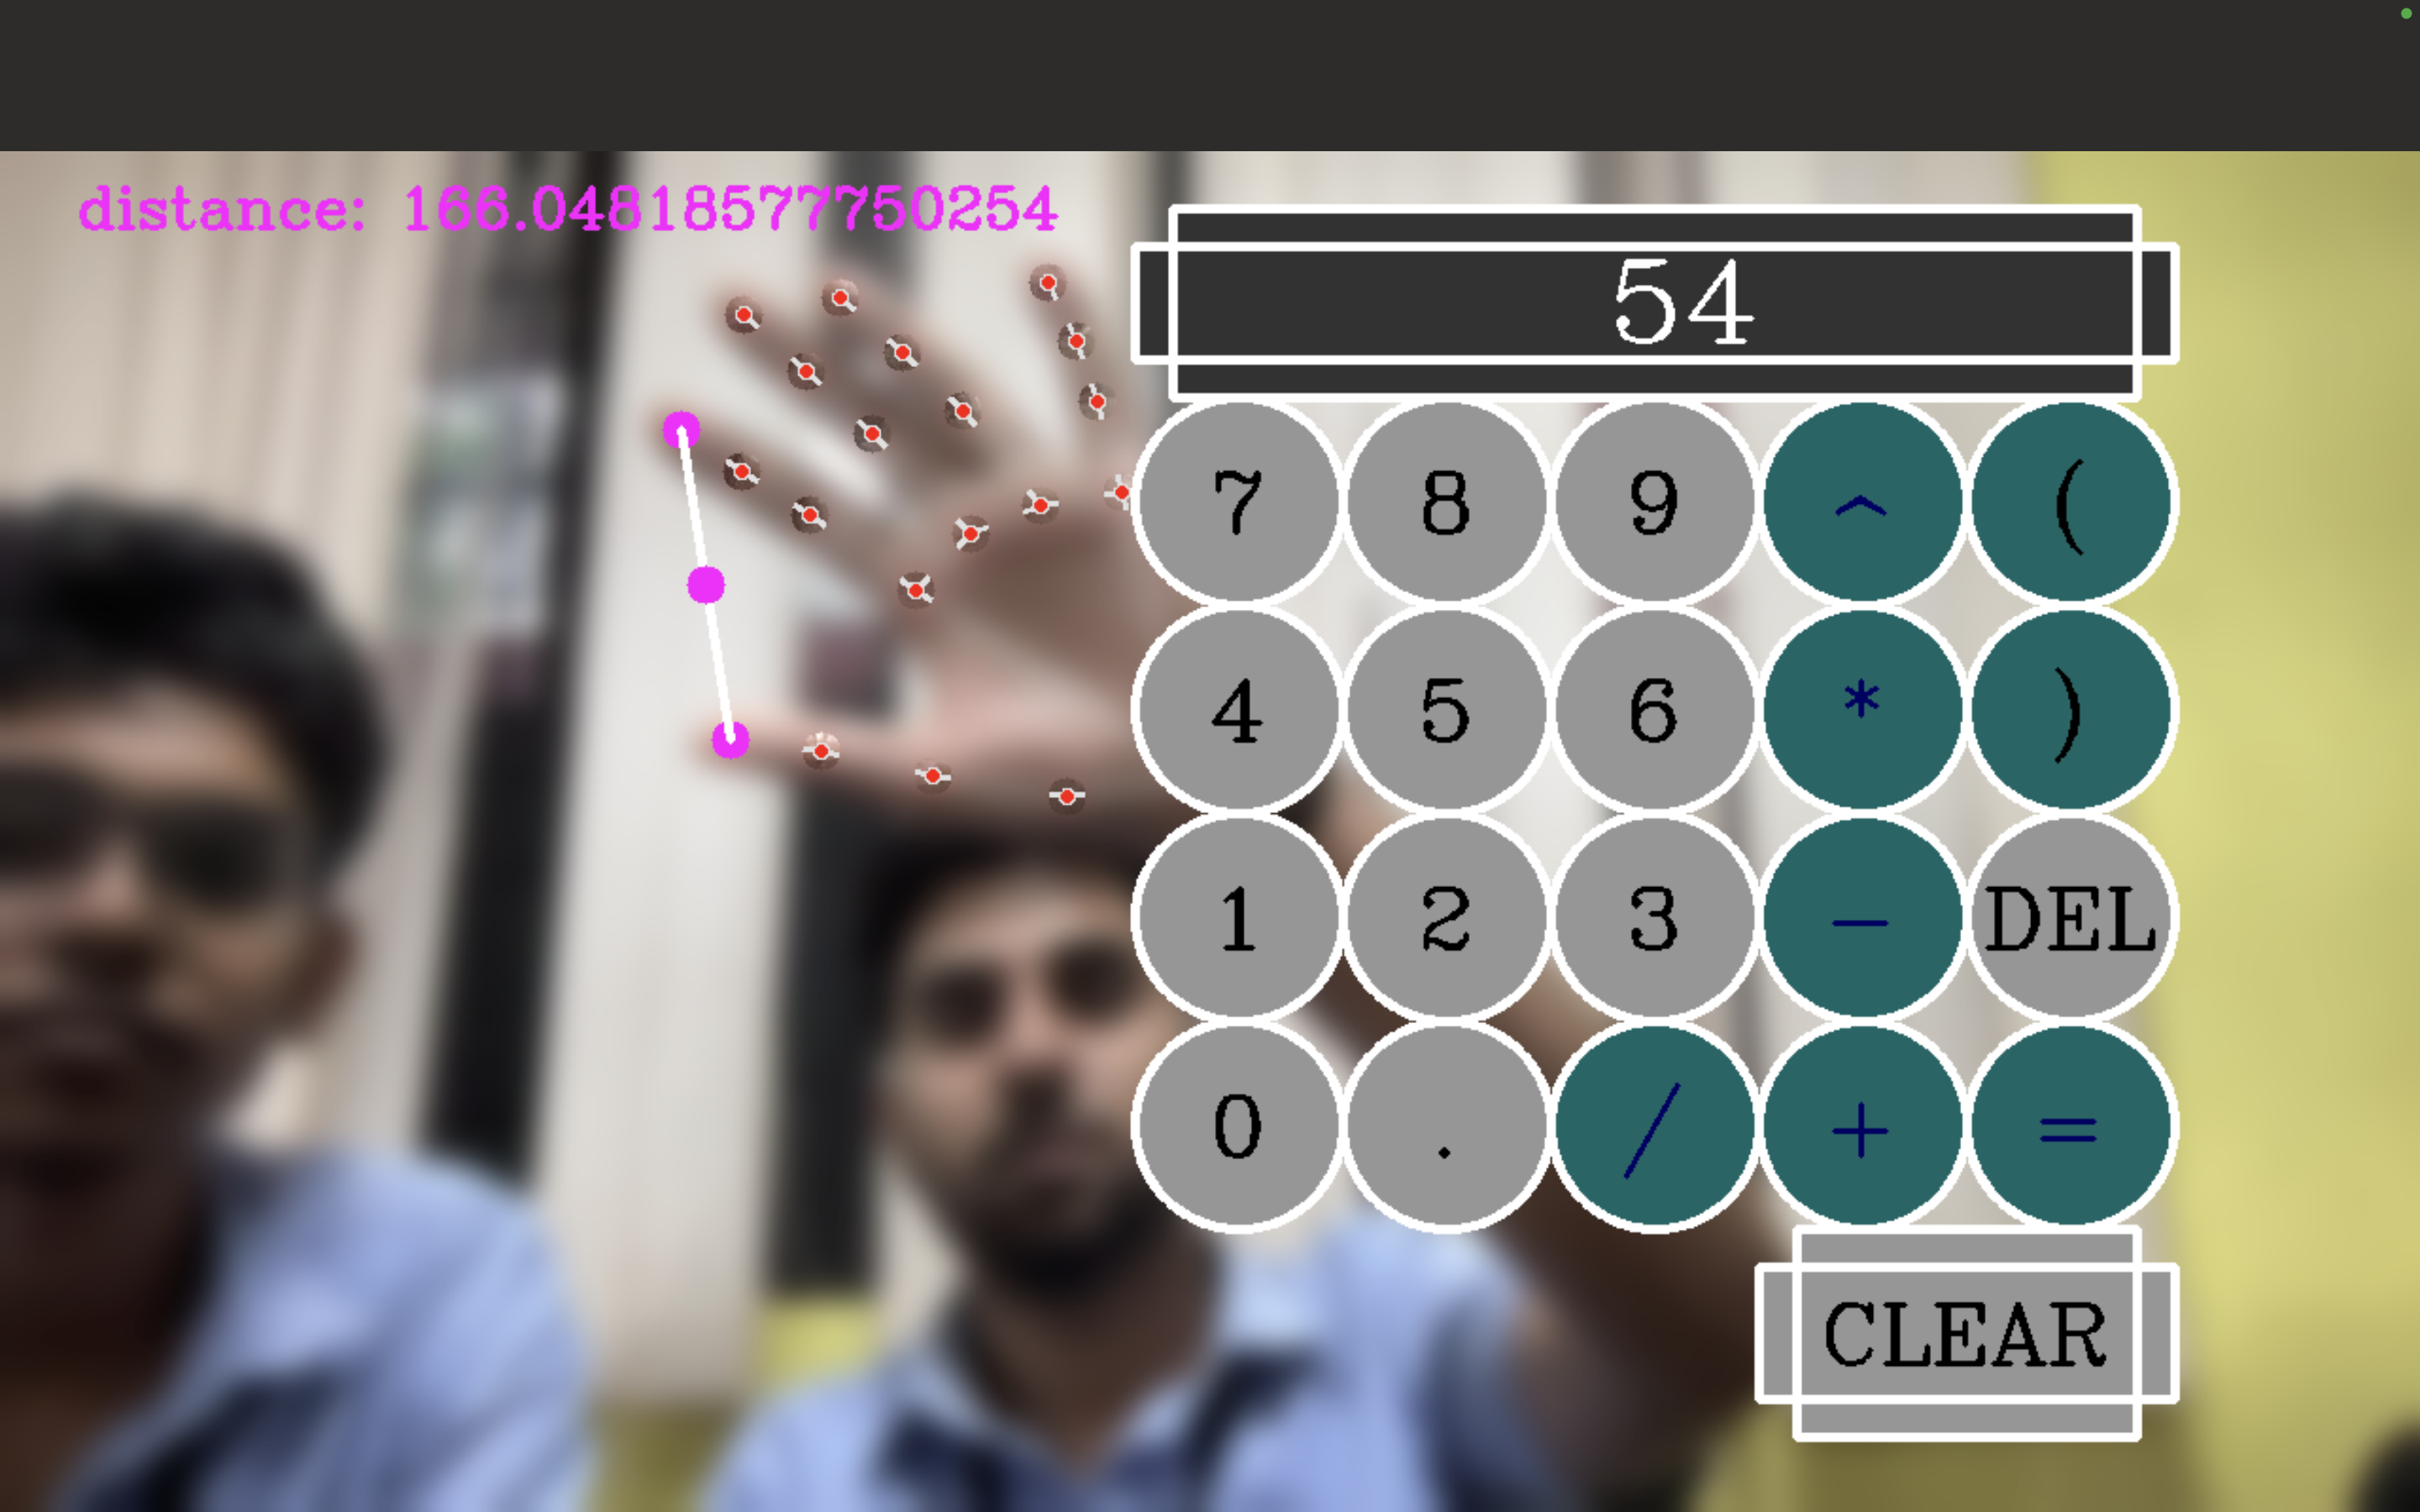 distance: 166.04818577750254
54
7 8 9 ^ (
4 5 6 * )
1 2 3 - DEL
0 . / + =
CLEAR